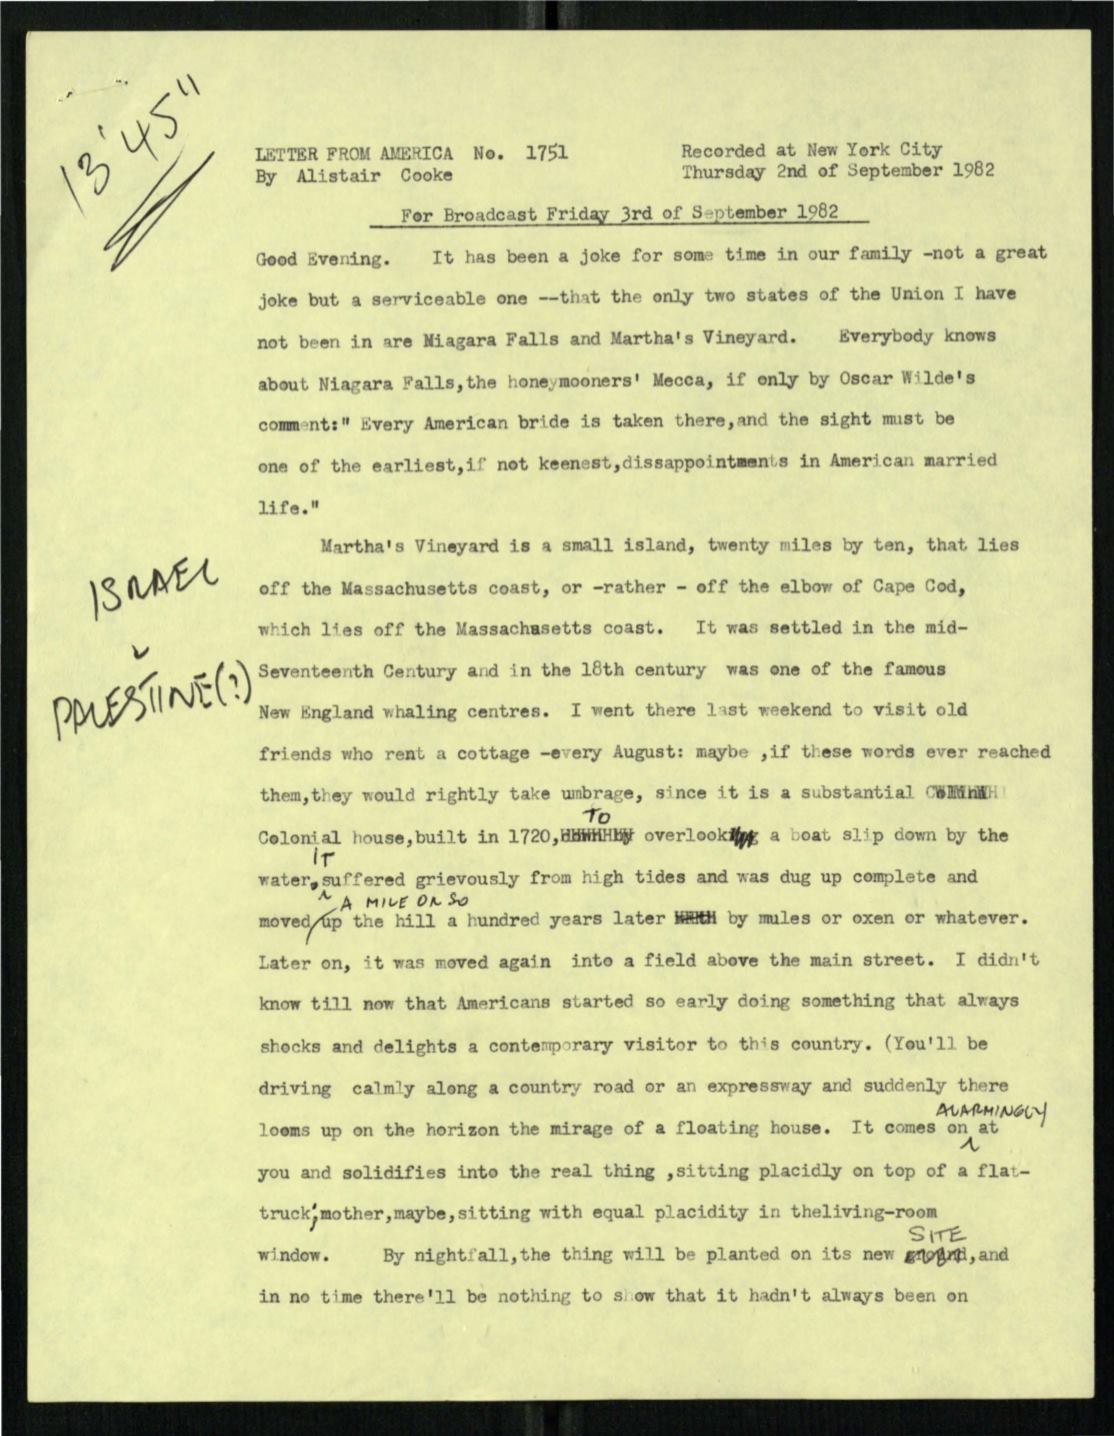 13'45"
LETTER FROM AMERICA No. 1751
By Alistair Cooke
Recorded at New York City
Thursday 2nd of September 1982
For Broadcast Friday 3rd of September 1982
Good Evening. It has been a joke for some time in our family -not a great
joke but a serviceable one --that the only two states of the Union I have
not been in are Niagara Falls and Martha's Vineyard. Everybody knows
about Niagara Falls,the honeymooners' Mecca, if only by Oscar Wilde's
comment:" Every American bride is taken there,and the sight must be
one of the earliest,if not keenest,dissappointments in American married
life."
Martha's Vineyard is a small island, twenty miles by ten, that lies
ISRAEL
off the Massachusetts coast, or -rather - off the elbow of Cape Cod,
which lies off the Massachusetts coast. It was settled in the mid-
v
PALESTINE(?)
Seventeenth Century and in the 18th century was one of the famous
New England whaling centres. I went there last weekend to visit old
friends who rent a cottage -every August: maybe ,if these words ever reached
them,they would rightly take umbrage, since it is a substantial
TO
Colonial house,built in 1720, overlook a boat slip down by the
IT
water, suffered grievously from high tides and was dug up complete and
A MILE OR SO
moved up the hill a hundred years later by mules or oxen or whatever.
Later on, it was moved again into a field above the main street. I didn't
know till now that Americans started so early doing something that always
shocks and delights a contemporary visitor to this country. (You'll be
driving calmly along a country road or an expressway and suddenly there
ALARMINGLY
looms up on the horizon the mirage of a floating house. It comes on at
you and solidifies into the real thing ,sitting placidly on top of a flat-
truck;mother,maybe,sitting with equal placidity in theliving-room
SITE
window. By nightfall,the thing will be planted on its new ground,and
in no time there'll be nothing to show that it hadn't always been on